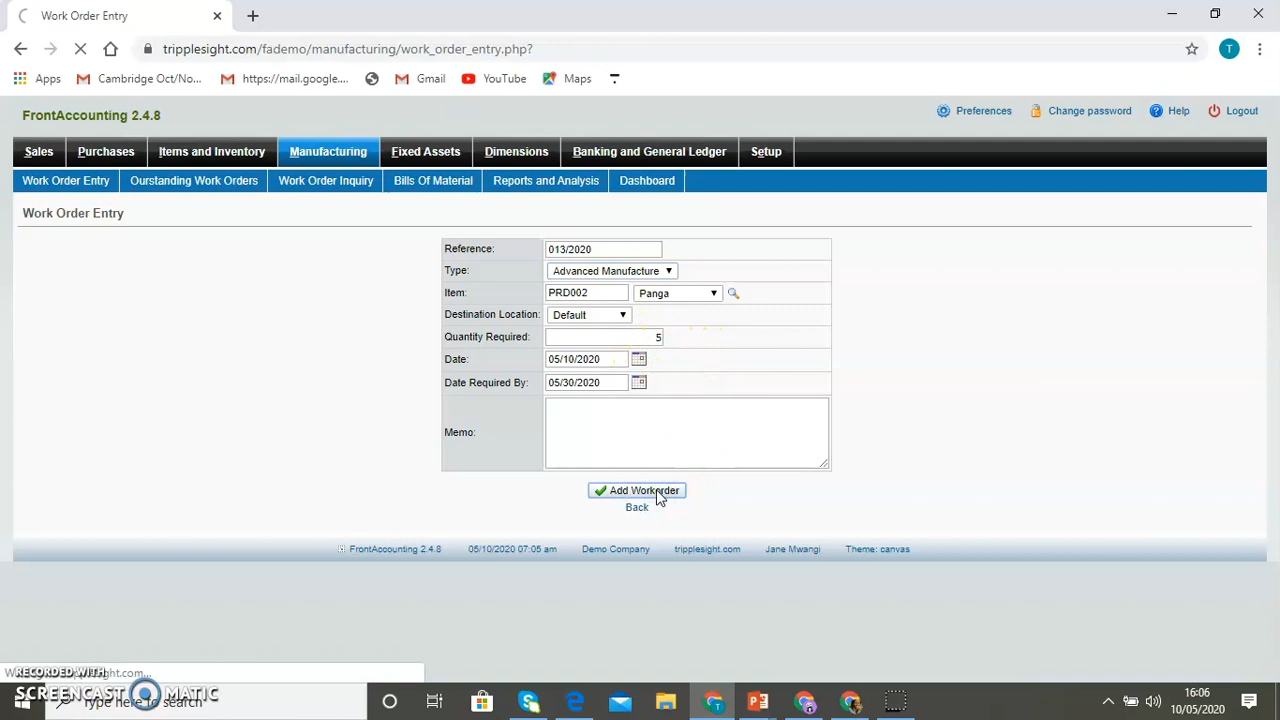 Work Order Entry
tripplesight.com/fademo/manufacturing/work_order_entry.php?
T
Apps Cambridge Oct/No... https://mail.google.... Gmail YouTube Maps
Preferences Change password Help Logout
FrontAccounting 2.4.8
Sales Purchases Items and Inventory Manufacturing Fixed Assets Dimensions Banking and General Ledger Setup
Work Order Entry Ourstanding Work Orders Work Order Inquiry Bills Of Material Reports and Analysis Dashboard
Work Order Entry
Reference: 013/2020
Type: Advanced Manufacture
Item: PRD002 Panga
Destination Location: Default
Quantity Required: 5
Date: 05/10/2020
Date Required By: 05/30/2020
Memo:
Add Workorder
Back
FrontAccounting 2.4.8 05/10/2020 07:05 am Demo Company tripplesight.com Jane Mwangi Theme: canvas
RECORDED WITH
SCREENCAST MATIC
Type here to search
16:06
10/05/2020